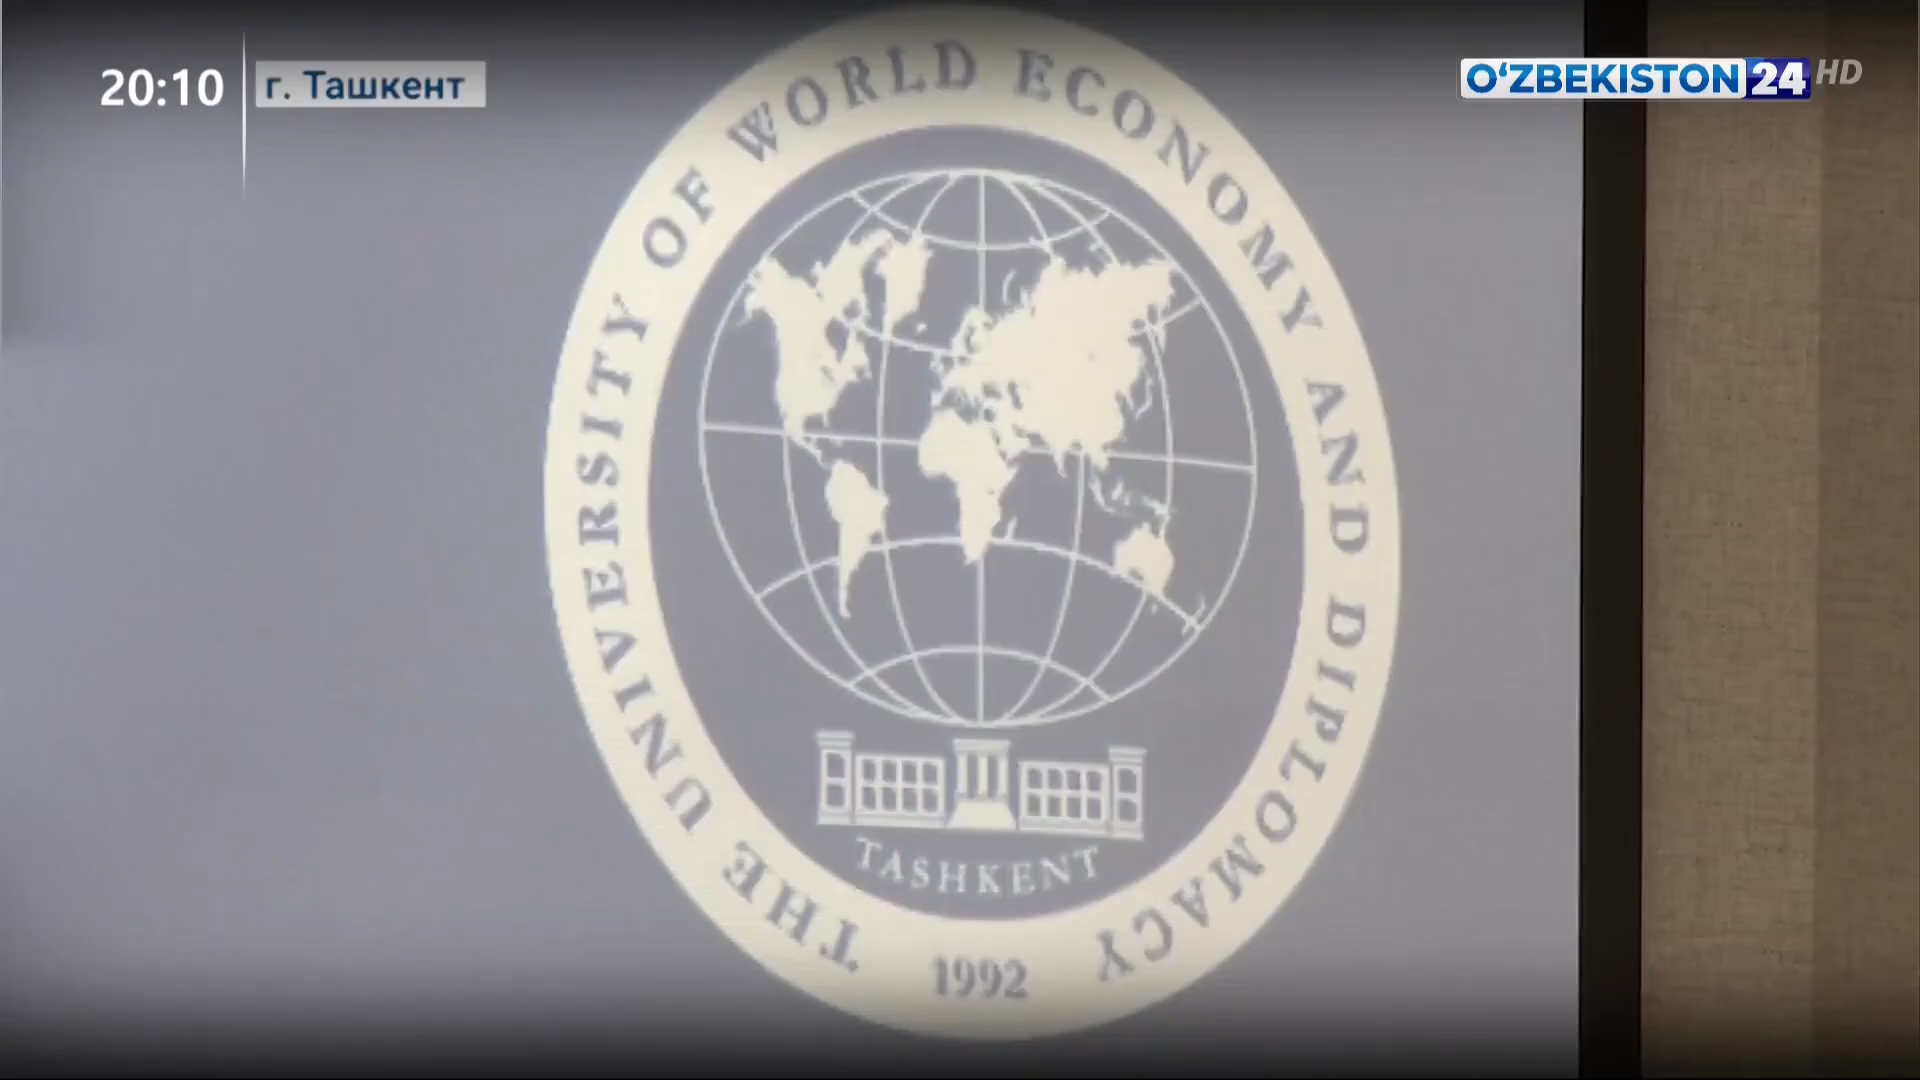 20:10
г. Ташкент
O‘ZBEKISTON 24 HD
THE UNIVERSITY OF WORLD ECONOMY AND DIPLOMACY
TASHKENT
1992